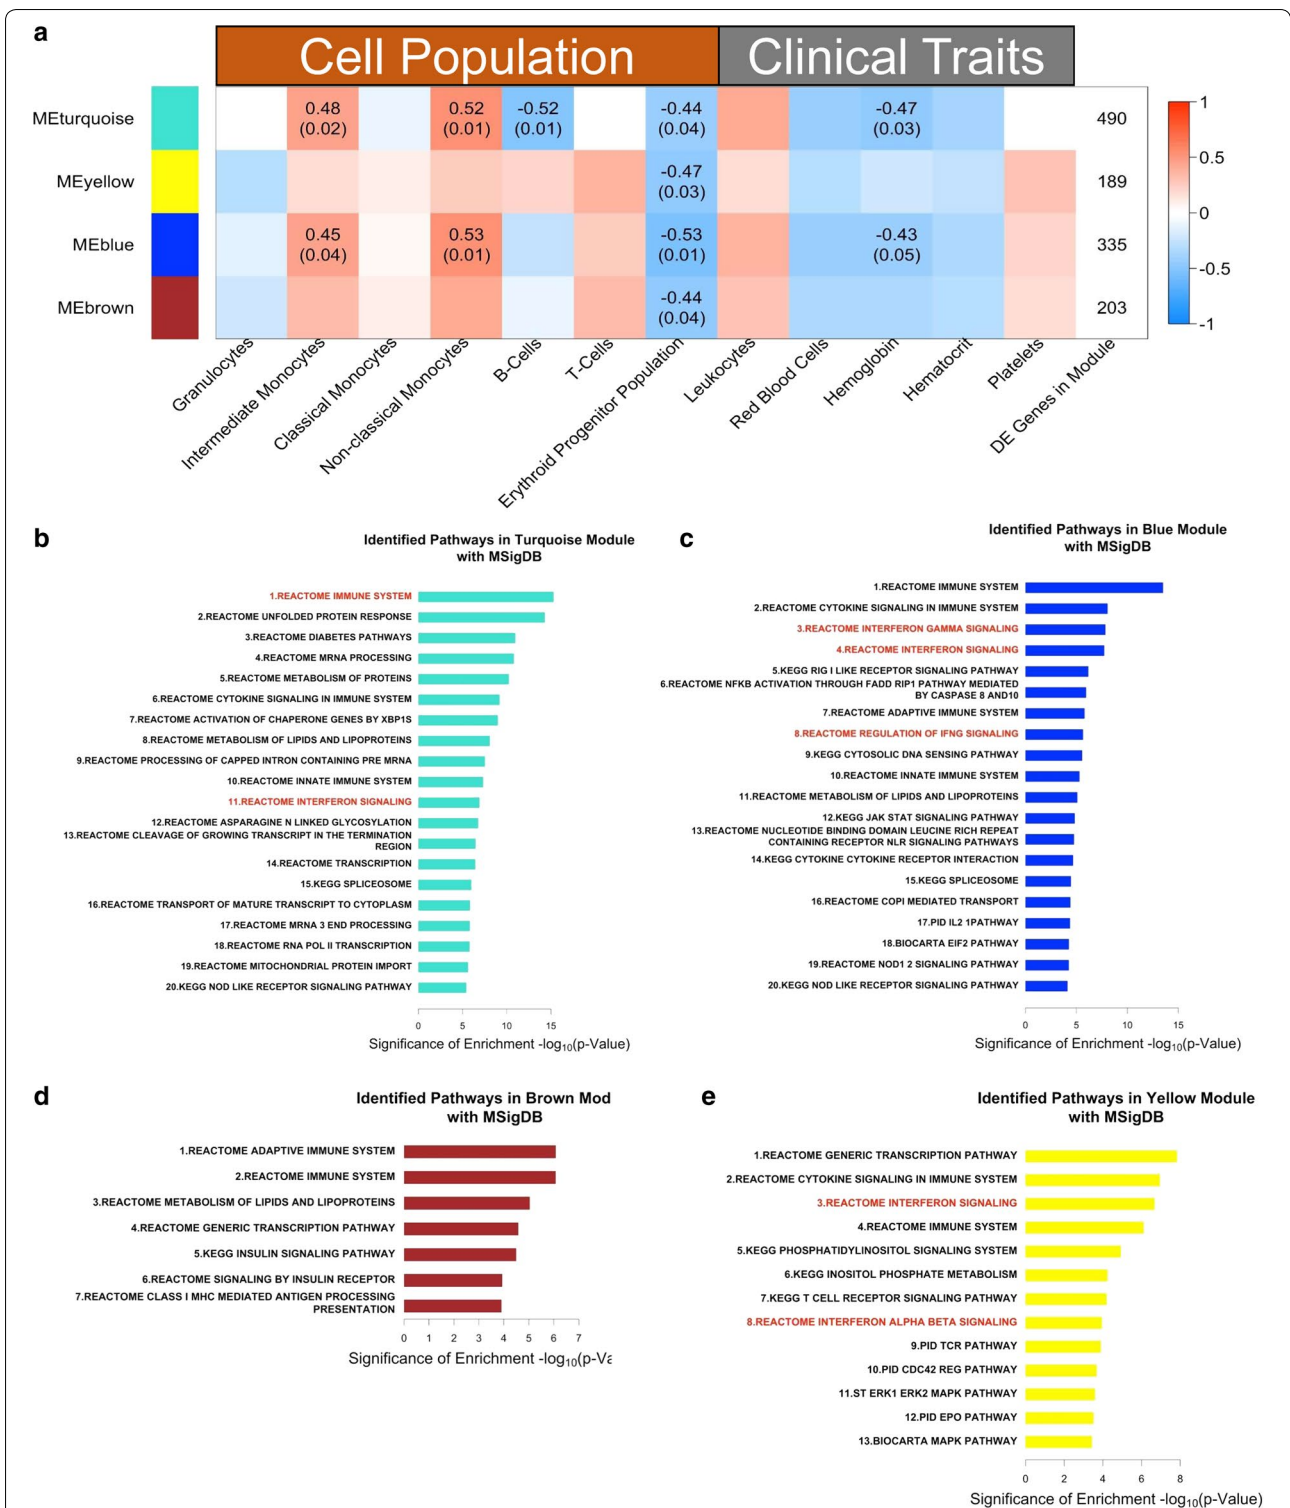 a
Cell Population
Clinical Traits
MEturquoise
0.48
(0.02)
0.52
(0.01)
-0.52
(0.01)
-0.44
(0.04)
-0.47
(0.03)
490
MEyellow
-0.47
(0.03)
189
MEblue
0.45
(0.04)
0.53
(0.01)
-0.53
(0.01)
-0.43
(0.05)
335
MEbrown
-0.44
(0.04)
203
1
0.5
0
-0.5
-1
Granulocytes
Intermediate Monocytes
Classical Monocytes
Non-classical Monocytes
B-Cells
T-Cells
Erythroid Progenitor Population
Leukocytes
Red Blood Cells
Hemoglobin
Hematocrit
Platelets
DE Genes in Module
b
Identified Pathways in Turquoise Module
with MSigDB
1.REACTOME IMMUNE SYSTEM
2.REACTOME UNFOLDED PROTEIN RESPONSE
3.REACTOME DIABETES PATHWAYS
4.REACTOME MRNA PROCESSING
5.REACTOME METABOLISM OF PROTEINS
6.REACTOME CYTOKINE SIGNALING IN IMMUNE SYSTEM
7.REACTOME ACTIVATION OF CHAPERONE GENES BY XBP1S
8.REACTOME METABOLISM OF LIPIDS AND LIPOPROTEINS
9.REACTOME PROCESSING OF CAPPED INTRON CONTAINING PRE MRNA
10.REACTOME INNATE IMMUNE SYSTEM
11.REACTOME INTERFERON SIGNALING
12.REACTOME ASPARAGINE N LINKED GLYCOSYLATION
13.REACTOME CLEAVAGE OF GROWING TRANSCRIPT IN THE TERMINATION
REGION
14.REACTOME TRANSCRIPTION
15.KEGG SPLICEOSOME
16.REACTOME TRANSPORT OF MATURE TRANSCRIPT TO CYTOPLASM
17.REACTOME MRNA 3 END PROCESSING
18.REACTOME RNA POL II TRANSCRIPTION
19.REACTOME MITOCHONDRIAL PROTEIN IMPORT
20.KEGG NOD LIKE RECEPTOR SIGNALING PATHWAY
0 5 10 15
Significance of Enrichment -log10(p-Value)
c
Identified Pathways in Blue Module
with MSigDB
1.REACTOME IMMUNE SYSTEM
2.REACTOME CYTOKINE SIGNALING IN IMMUNE SYSTEM
3.REACTOME INTERFERON GAMMA SIGNALING
4.REACTOME INTERFERON SIGNALING
5.KEGG RIG I LIKE RECEPTOR SIGNALING PATHWAY
6.REACTOME NFKB ACTIVATION THROUGH FADD RIP1 PATHWAY MEDIATED
BY CASPASE 8 AND10
7.REACTOME ADAPTIVE IMMUNE SYSTEM
8.REACTOME REGULATION OF IFNG SIGNALING
9.KEGG CYTOSOLIC DNA SENSING PATHWAY
10.REACTOME INNATE IMMUNE SYSTEM
11.REACTOME METABOLISM OF LIPIDS AND LIPOPROTEINS
12.KEGG JAK STAT SIGNALING PATHWAY
13.REACTOME NUCLEOTIDE BINDING DOMAIN LEUCINE RICH REPEAT
CONTAINING RECEPTOR NLR SIGNALING PATHWAYS
14.KEGG CYTOKINE CYTOKINE RECEPTOR INTERACTION
15.KEGG SPLICEOSOME
16.REACTOME COPI MEDIATED TRANSPORT
17.PID IL2 1PATHWAY
18.BIOCARTA EIF2 PATHWAY
19.REACTOME NOD1 2 SIGNALING PATHWAY
20.KEGG NOD LIKE RECEPTOR SIGNALING PATHWAY
0 5 10 15
Significance of Enrichment -log10(p-Value)
d
Identified Pathways in Brown Mod
with MSigDB
1.REACTOME ADAPTIVE IMMUNE SYSTEM
2.REACTOME IMMUNE SYSTEM
3.REACTOME METABOLISM OF LIPIDS AND LIPOPROTEINS
4.REACTOME GENERIC TRANSCRIPTION PATHWAY
5.KEGG INSULIN SIGNALING PATHWAY
6.REACTOME SIGNALING BY INSULIN RECEPTOR
7.REACTOME CLASS I MHC MEDIATED ANTIGEN PROCESSING
PRESENTATION
0 1 2 3 4 5 6 7
Significance of Enrichment -log10(p-Va
e
Identified Pathways in Yellow Module
with MSigDB
1.REACTOME GENERIC TRANSCRIPTION PATHWAY
2.REACTOME CYTOKINE SIGNALING IN IMMUNE SYSTEM
3.REACTOME INTERFERON SIGNALING
4.REACTOME IMMUNE SYSTEM
5.KEGG PHOSPHATIDYLINOSITOL SIGNALING SYSTEM
6.KEGG INOSITOL PHOSPHATE METABOLISM
7.KEGG T CELL RECEPTOR SIGNALING PATHWAY
8.REACTOME INTERFERON ALPHA BETA SIGNALING
9.PID TCR PATHWAY
10.PID CDC42 REG PATHWAY
11.ST ERK1 ERK2 MAPK PATHWAY
12.PID EPO PATHWAY
13.BIOCARTA MAPK PATHWAY
0 2 4 6 8
Significance of Enrichment -log10(p-Value)